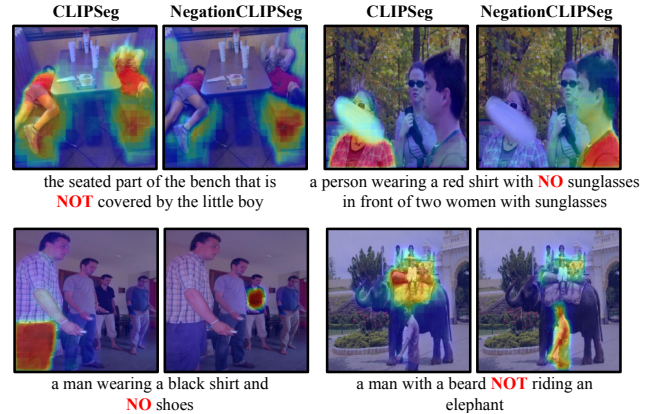 CLIPSeg NegationCLIPSeg CLIPSeg NegationCLIPSeg
the seated part of the bench that is
NOT covered by the little boy
a person wearing a red shirt with NO sunglasses
in front of two women with sunglasses
a man wearing a black shirt and
NO shoes
a man with a beard NOT riding an
elephant